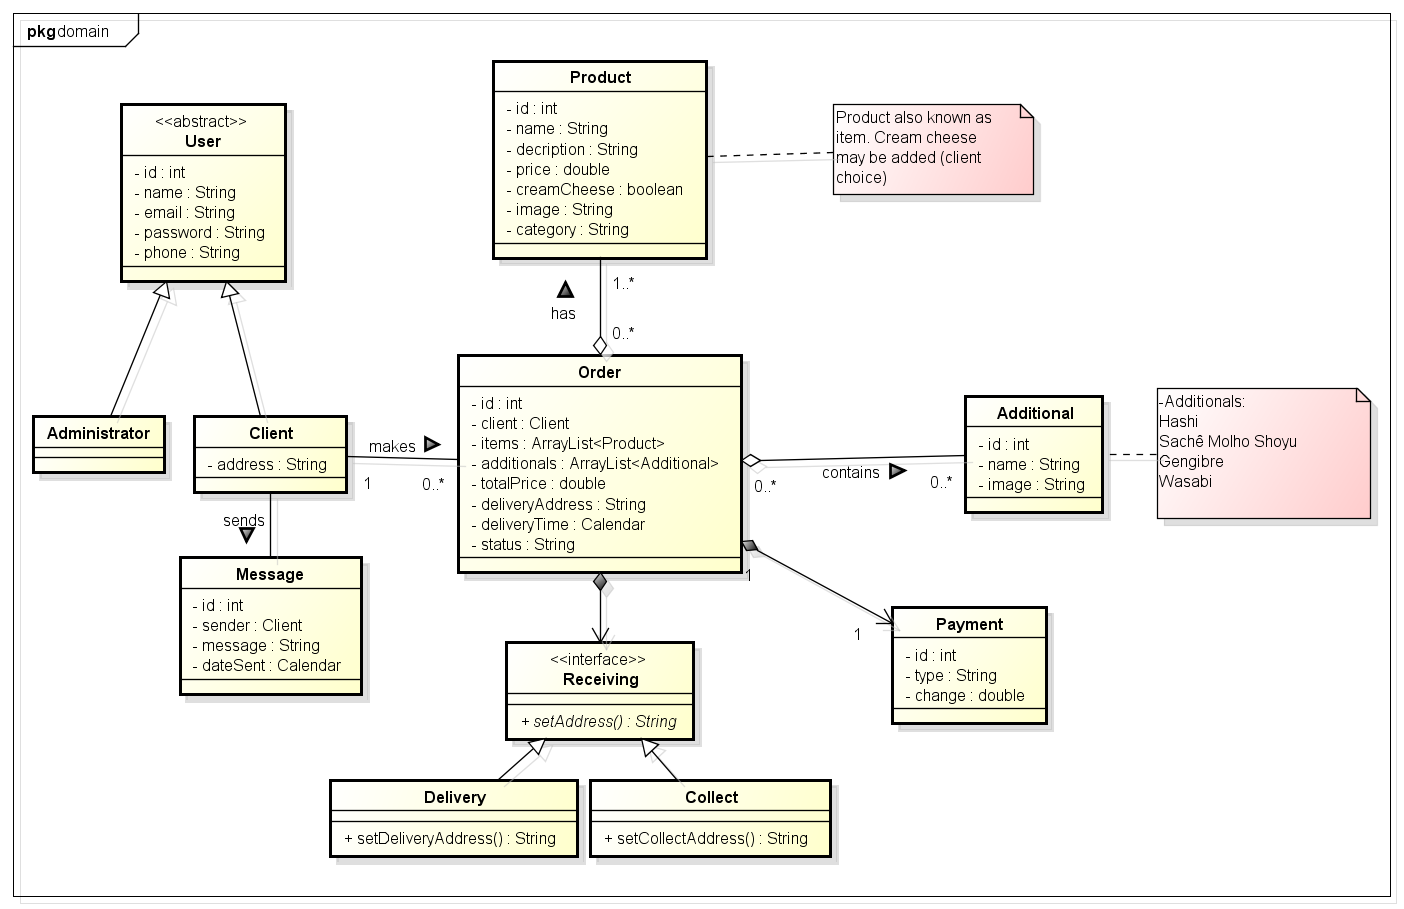 pkg domain
Product
- id : int
- name : String
- decription : String
- price : double
- creamCheese : boolean
- image : String
- category : String
Product also known as
item. Cream cheese
may be added (client
choice)
<<abstract>>
User
- id : int
- name : String
- email : String
- password : String
- phone : String
1..*
has
0..*
Administrator
Client
- address : String
makes
1
0..*
Order
- id : int
- client : Client
- items : ArrayList<Product>
- additionals : ArrayList<Additional>
- totalPrice : double
- deliveryAddress : String
- deliveryTime : Calendar
- status : String
0..*
contains
0..*
Additional
- id : int
- name : String
- image : String
-Additionals:
Hashi
Sachê Molho Shoyu
Gengibre
Wasabi
sends
Message
- id : int
- sender : Client
- message : String
- dateSent : Calendar
1
1
Payment
- id : int
- type : String
- change : double
<<interface>>
Receiving
+ setAddress() : String
Delivery
+ setDeliveryAddress() : String
Collect
+ setCollectAddress() : String